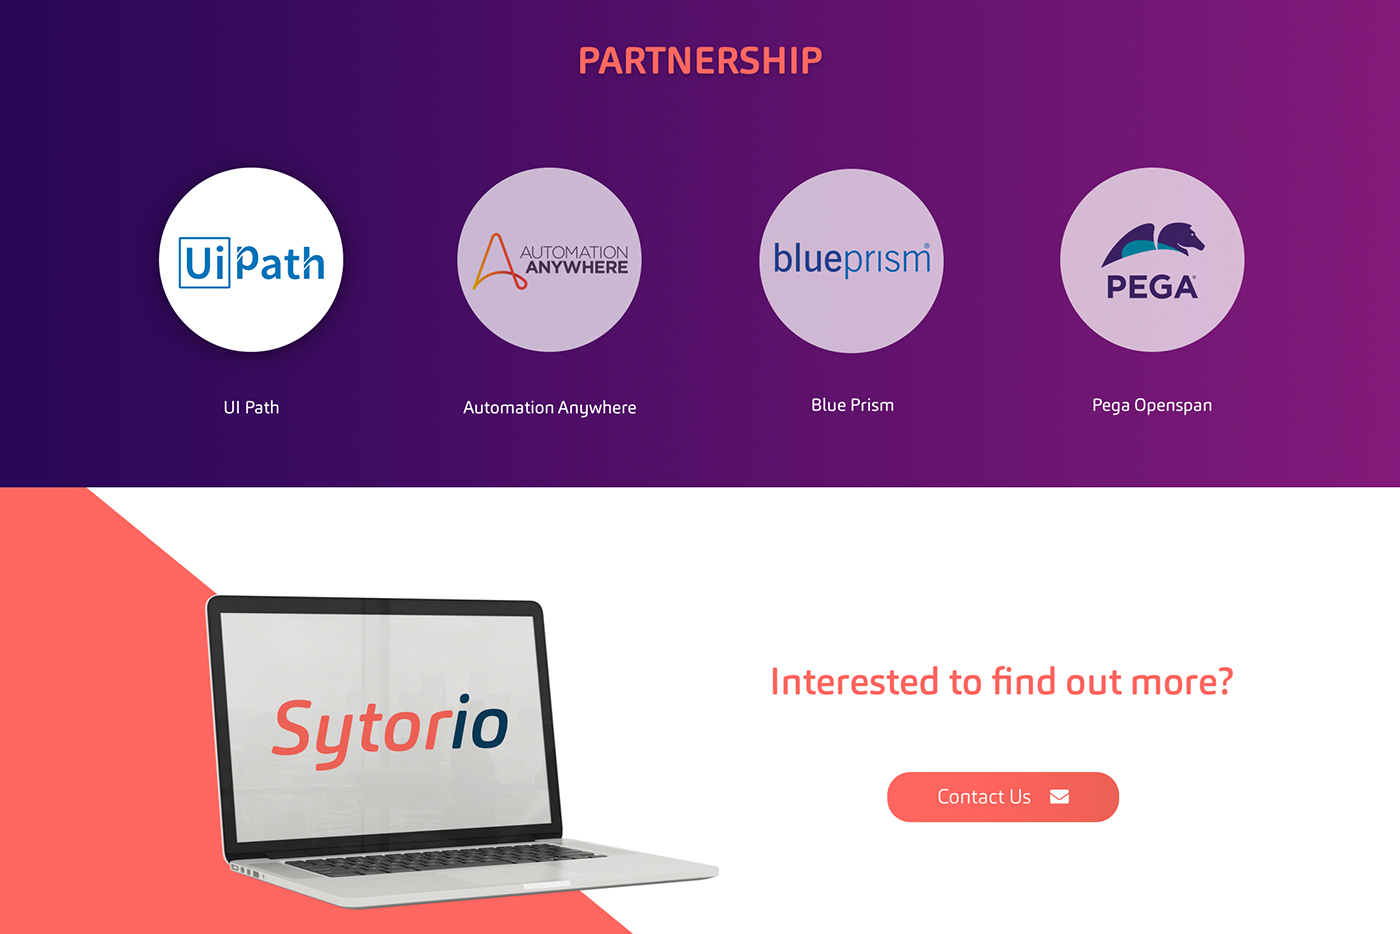 PARTNERSHIP
UiPath
AUTOMATION
ANYWHERE
blueprism®
PEGA
UI Path
Automation Anywhere
Blue Prism
Pega Openspan
Sytorio
Interested to find out more?
Contact Us